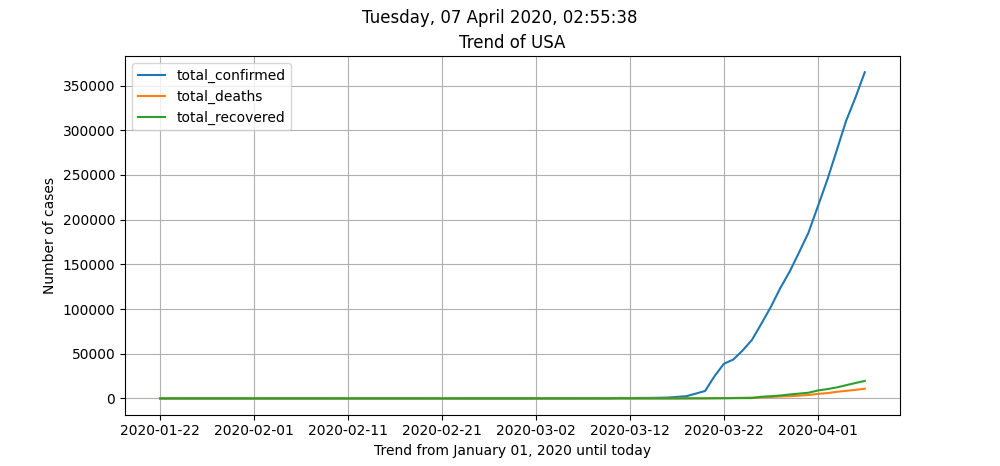 Tuesday, 07 April 2020, 02:55:38
Trend of USA
total_confirmed
total_deaths
total_recovered
Number of cases
350000
300000
250000
200000
150000
100000
50000
0
2020-01-22 2020-02-01 2020-02-11 2020-02-21 2020-03-02 2020-03-12 2020-03-22 2020-04-01
Trend from January 01, 2020 until today